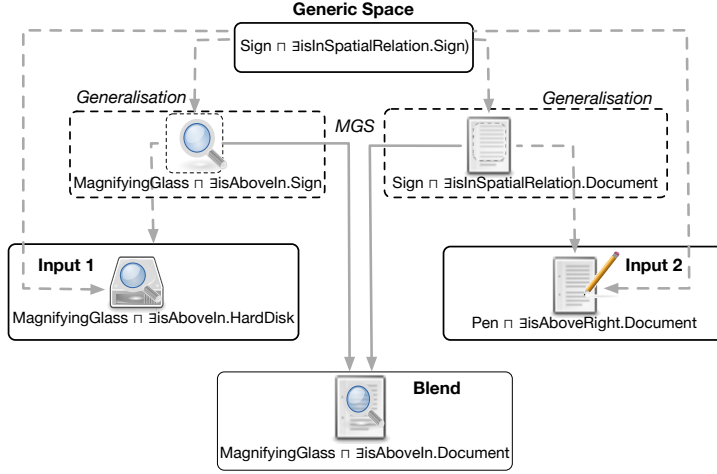 Generic Space
Sign ⊓ ∃isInSpatialRelation.Sign)
Generalisation
Generalisation
MGS
MagnifyingGlass ⊓ ∃isAboveIn.Sign
Sign ⊓ ∃isInSpatialRelation.Document
Input 1
Input 2
MagnifyingGlass ⊓ ∃isAboveIn.HardDisk
Pen ⊓ ∃isAboveRight.Document
Blend
MagnifyingGlass ⊓ ∃isAboveIn.Document